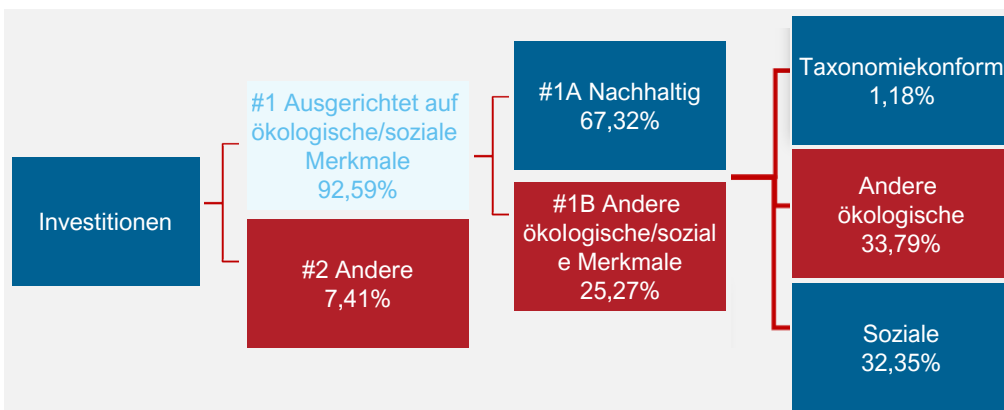 Investitionen
#1 Ausgerichtet auf
ökologische/soziale
Merkmale
92,59%
#2 Andere
7,41%
#1A Nachhaltig
67,32%
#1B Andere
ökologische/sozial
e Merkmale
25,27%
Taxonomiekonform
1,18%
Andere
ökologische
33,79%
Soziale
32,35%